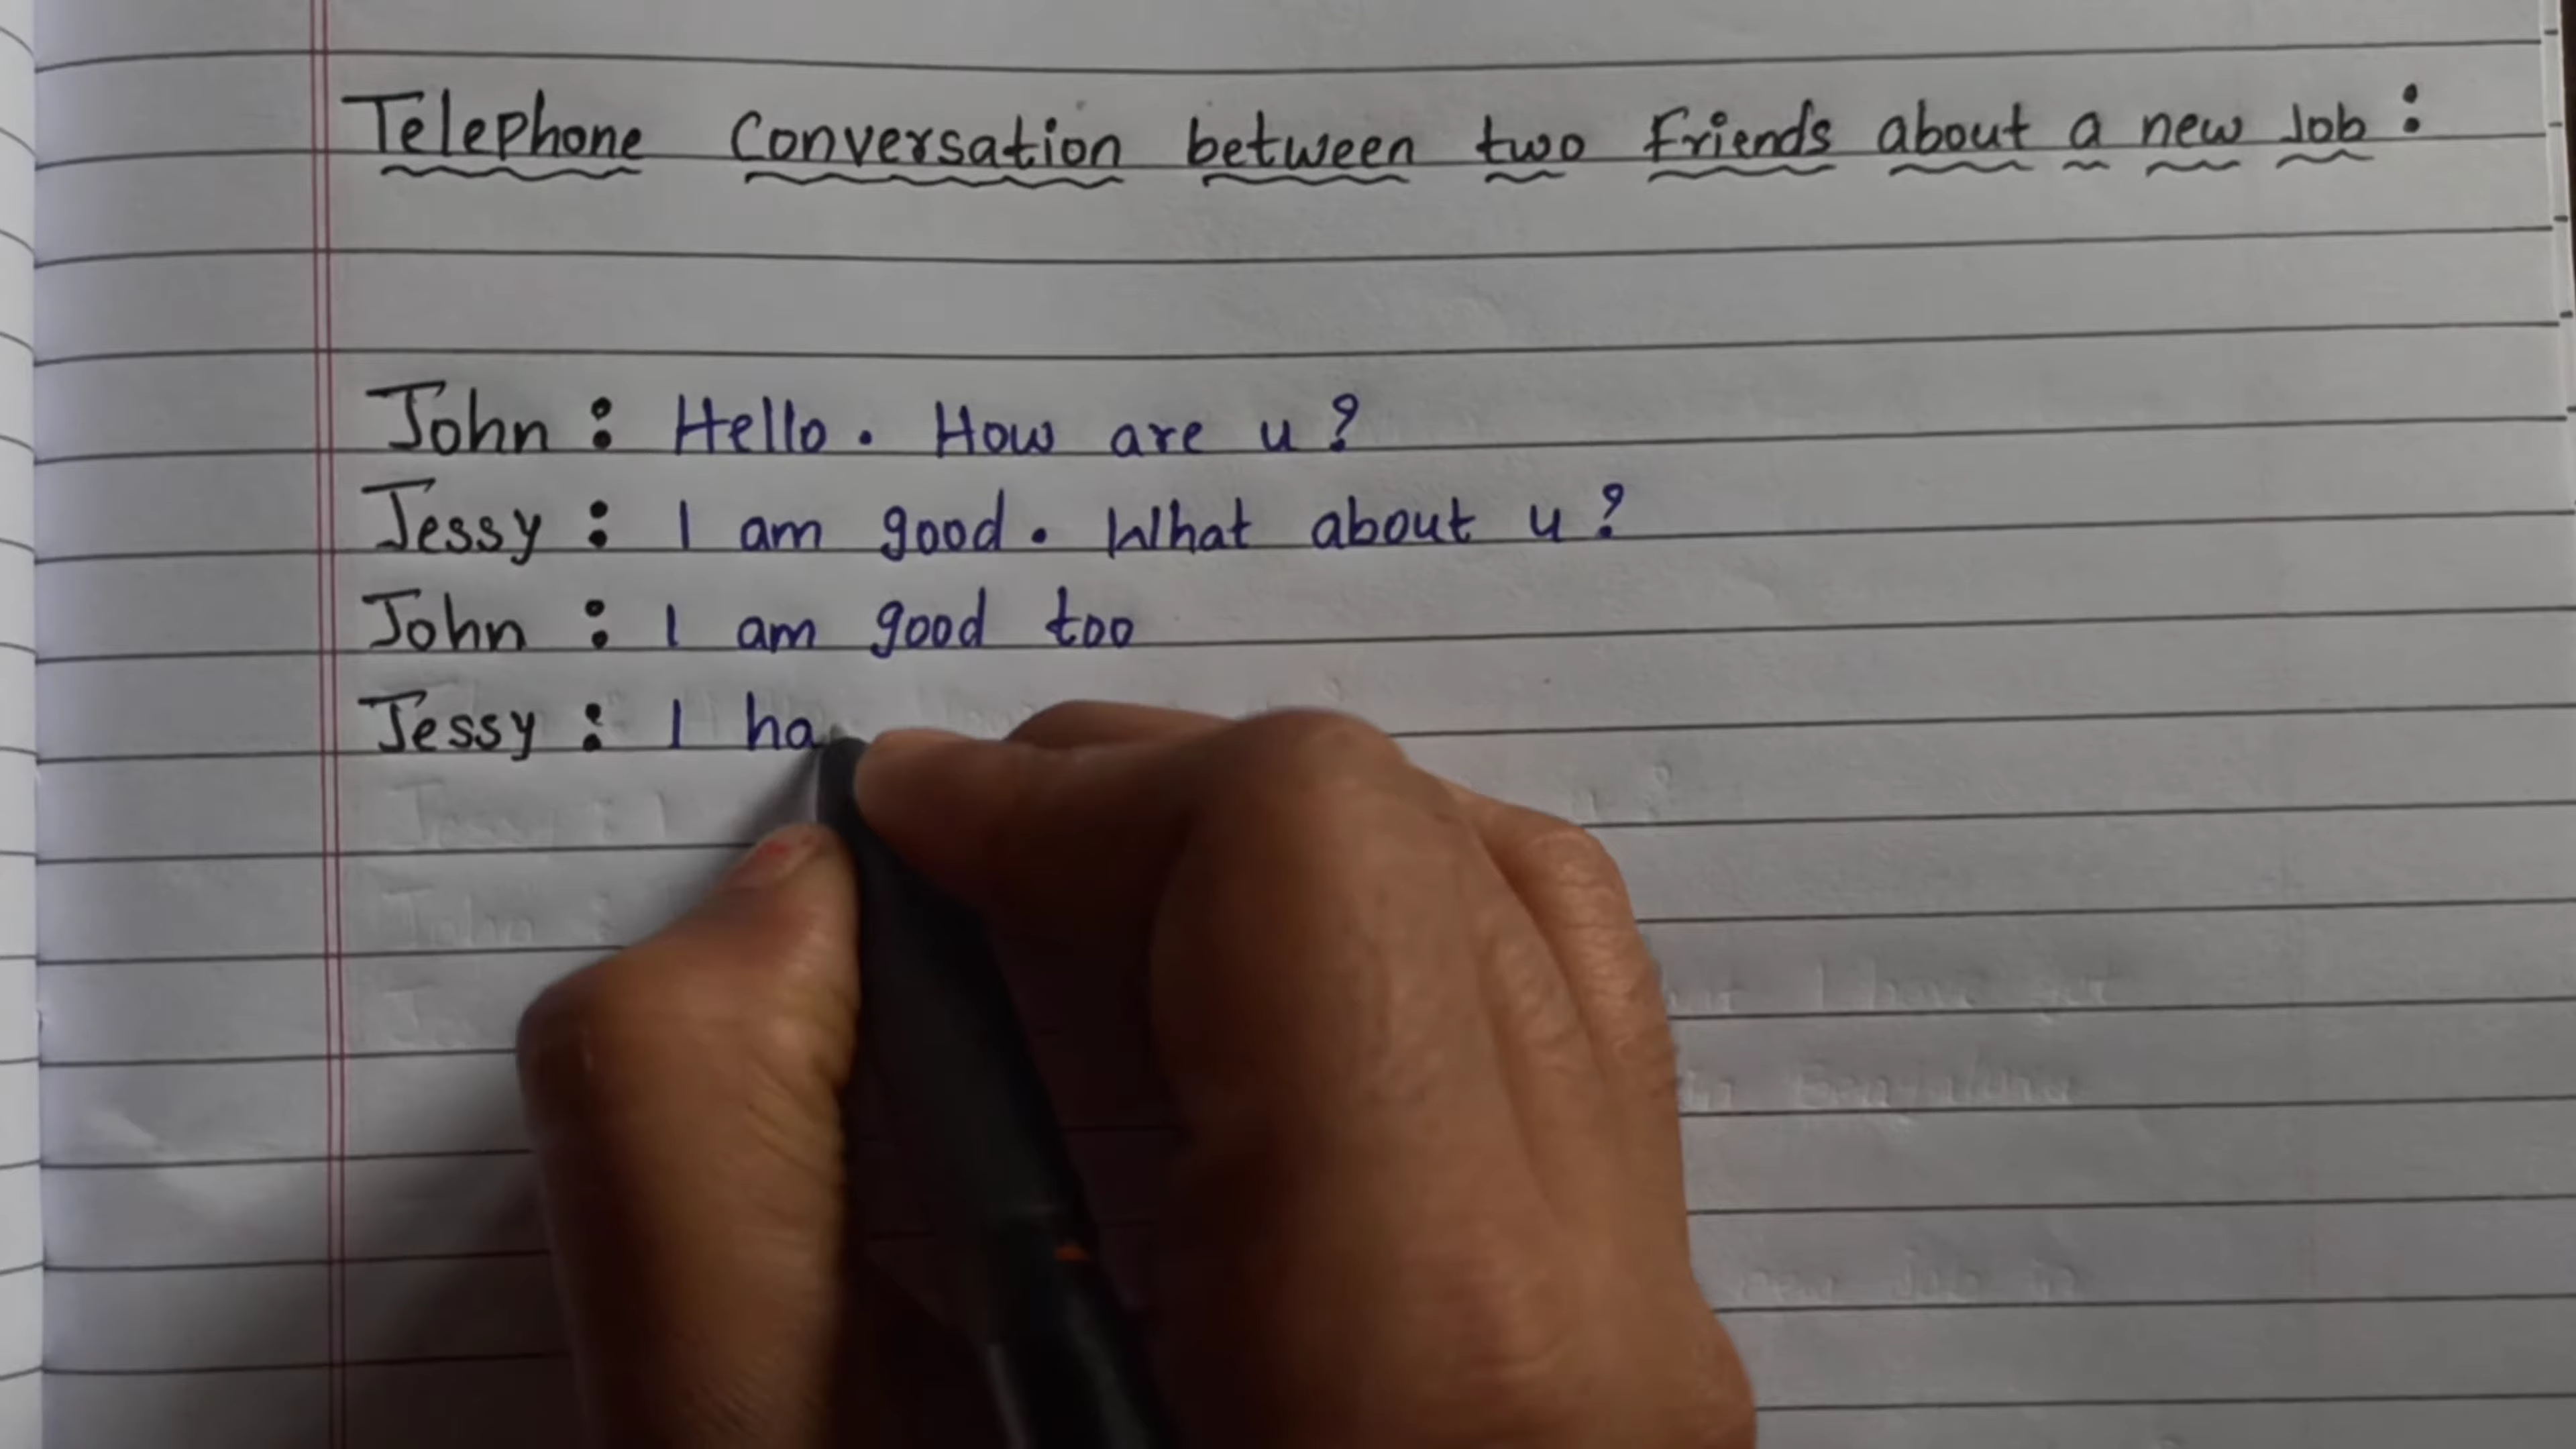 Telephone Conversation between two Friends about a new Job :
John : Hello. How are u?
Jessy : I am good. What about u?
John : I am good too
Jessy : I ha